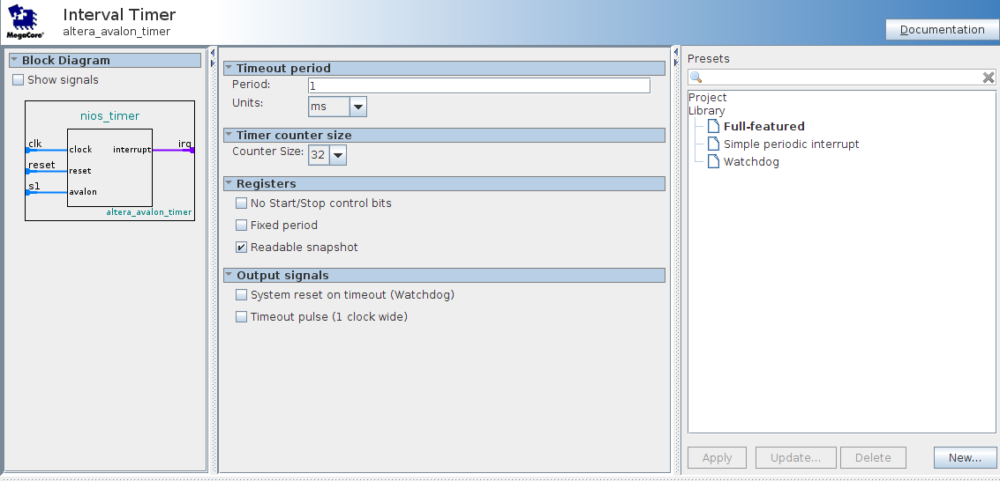 Interval Timer
altera_avalon_timer
MegaCore®
Documentation
Block Diagram
Show signals
nios_timer
clk
clock
interrupt
irq
reset
reset
s1
avalon
altera_avalon_timer
Timeout period
Period: 1
Units: ms
Timer counter size
Counter Size: 32
Registers
No Start/Stop control bits
Fixed period
Readable snapshot
Output signals
System reset on timeout (Watchdog)
Timeout pulse (1 clock wide)
Presets
Project
Library
Full-featured
Simple periodic interrupt
Watchdog
Apply Update... Delete New...